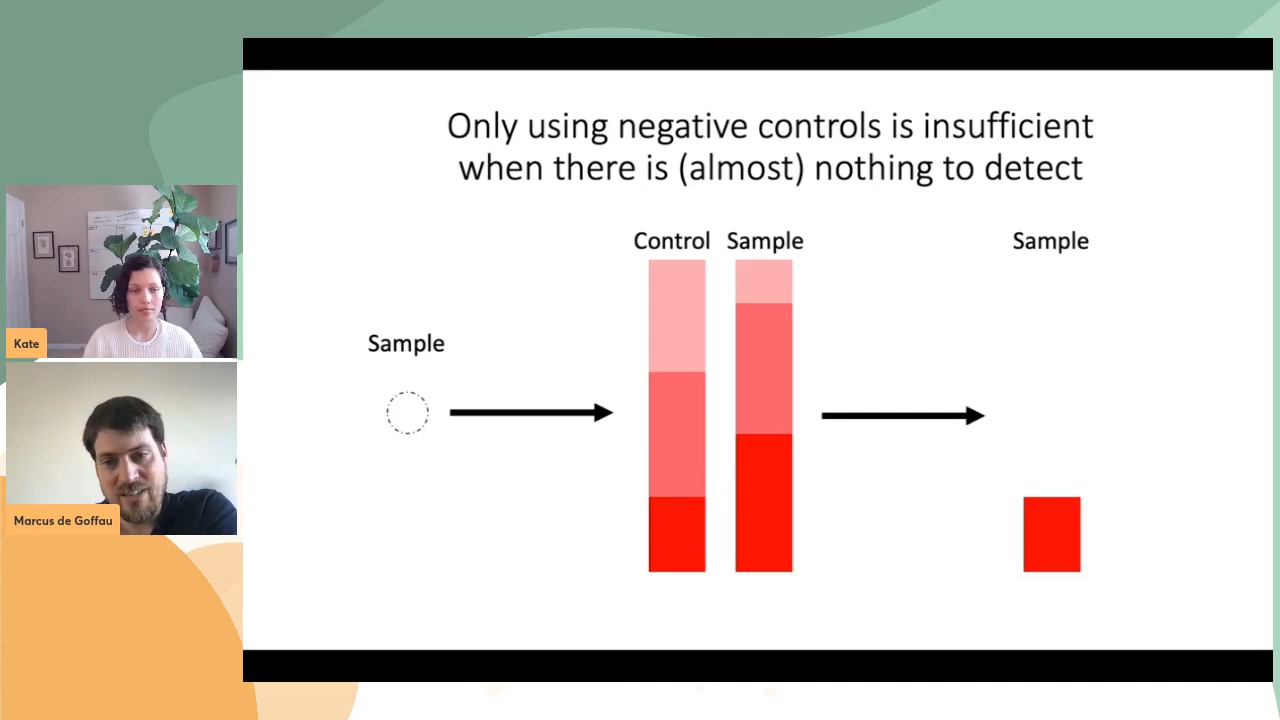 Only using negative controls is insufficient
when there is (almost) nothing to detect
Control Sample
Sample
Sample
Kate
Marcus de Goffau